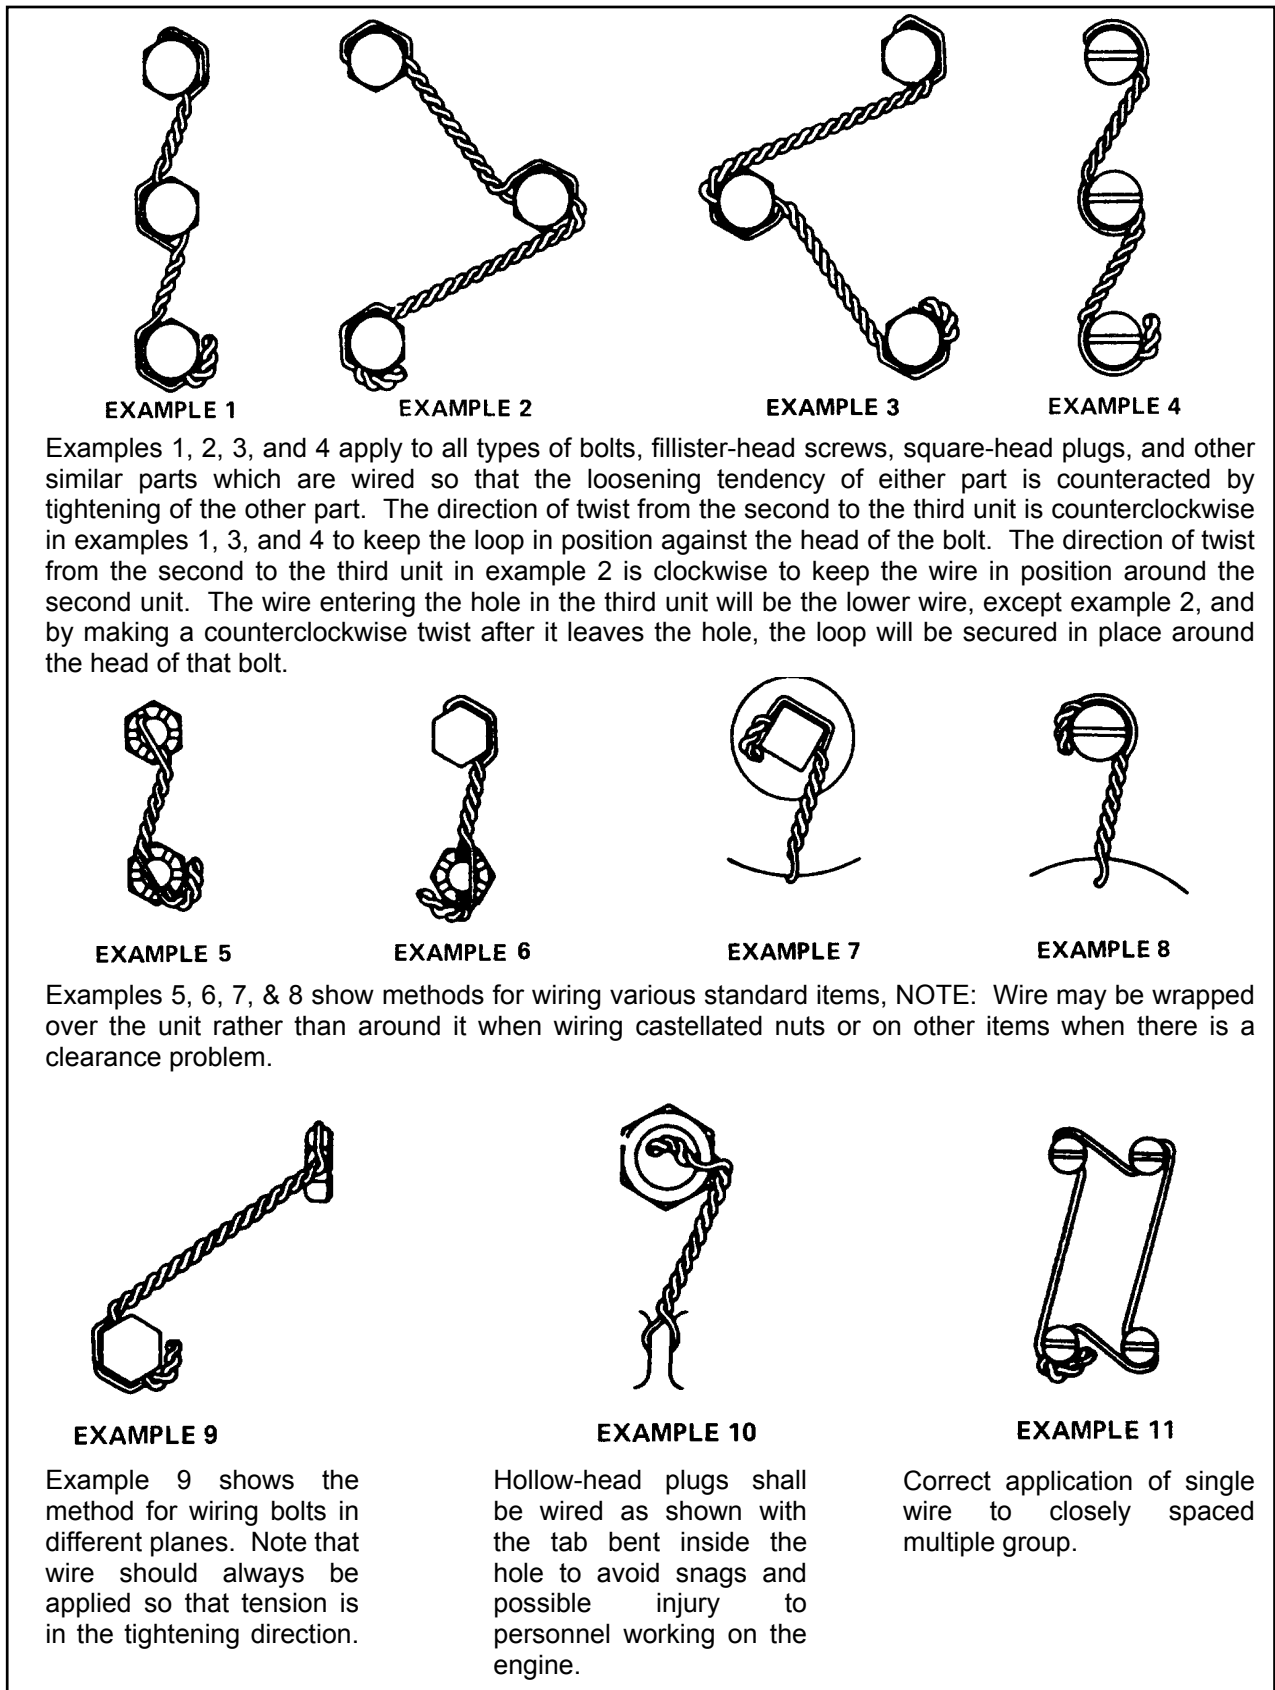 EXAMPLE 1
EXAMPLE 2
EXAMPLE 3
EXAMPLE 4
Examples 1, 2, 3, and 4 apply to all types of bolts, fillister-head screws, square-head plugs, and other
similar parts which are wired so that the loosening tendency of either part is counteracted by
tightening of the other part. The direction of twist from the second to the third unit is counterclockwise
in examples 1, 3, and 4 to keep the loop in position against the head of the bolt. The direction of twist
from the second to the third unit in example 2 is clockwise to keep the wire in position around the
second unit. The wire entering the hole in the third unit will be the lower wire, except example 2, and
by making a counterclockwise twist after it leaves the hole, the loop will be secured in place around
the head of that bolt.
EXAMPLE 5
EXAMPLE 6
EXAMPLE 7
EXAMPLE 8
Examples 5, 6, 7, & 8 show methods for wiring various standard items, NOTE: Wire may be wrapped
over the unit rather than around it when wiring castellated nuts or on other items when there is a
clearance problem.
EXAMPLE 9
Example 9 shows the
method for wiring bolts in
different planes. Note that
wire should always be
applied so that tension is
in the tightening direction.
EXAMPLE 10
Hollow-head plugs shall
be wired as shown with
the tab bent inside the
hole to avoid snags and
possible injury to
personnel working on the
engine.
EXAMPLE 11
Correct application of single
wire to closely spaced
multiple group.